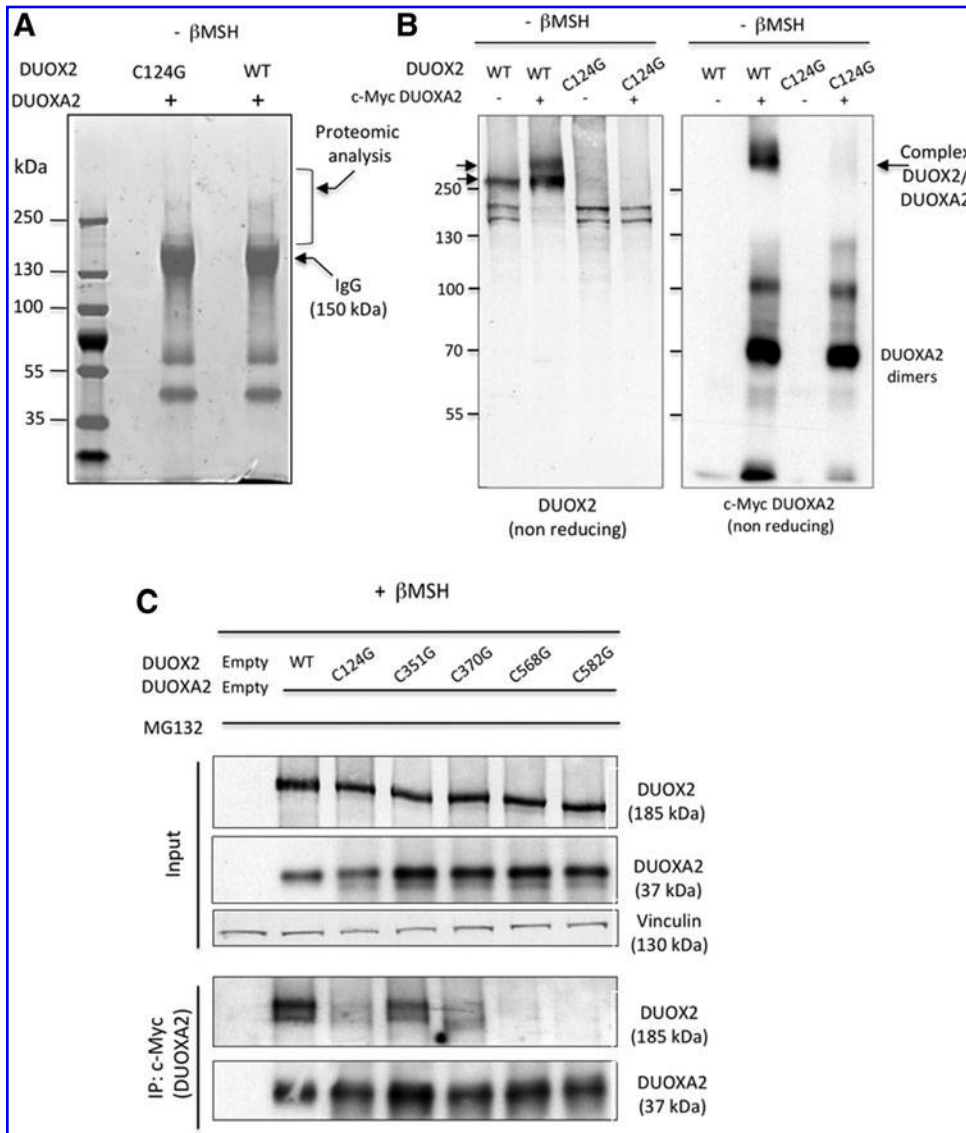 A
- βMSH
DUOX2 C124G WT
DUOXA2 + +
kDa
250
130
100
55
35
Proteomic analysis
IgG
(150 kDa)
B
- βMSH
DUOX2 WT WT C124G C124G
c-Myc DUOXA2 - + - +
250
130
100
70
55
DUOX2
(non reducing)
- βMSH
WT WT C124G C124G
- + - +
Complex
DUOX2/
DUOXA2
DUOXA2
dimers
c-Myc DUOXA2
(non reducing)
C
+ βMSH
DUOX2 Empty WT C124G C351G C370G C568G C582G
DUOXA2 Empty
MG132
Input
DUOX2
(185 kDa)
DUOXA2
(37 kDa)
Vinculin
(130 kDa)
IP: c-Myc
(DUOXA2)
DUOX2
(185 kDa)
DUOXA2
(37 kDa)